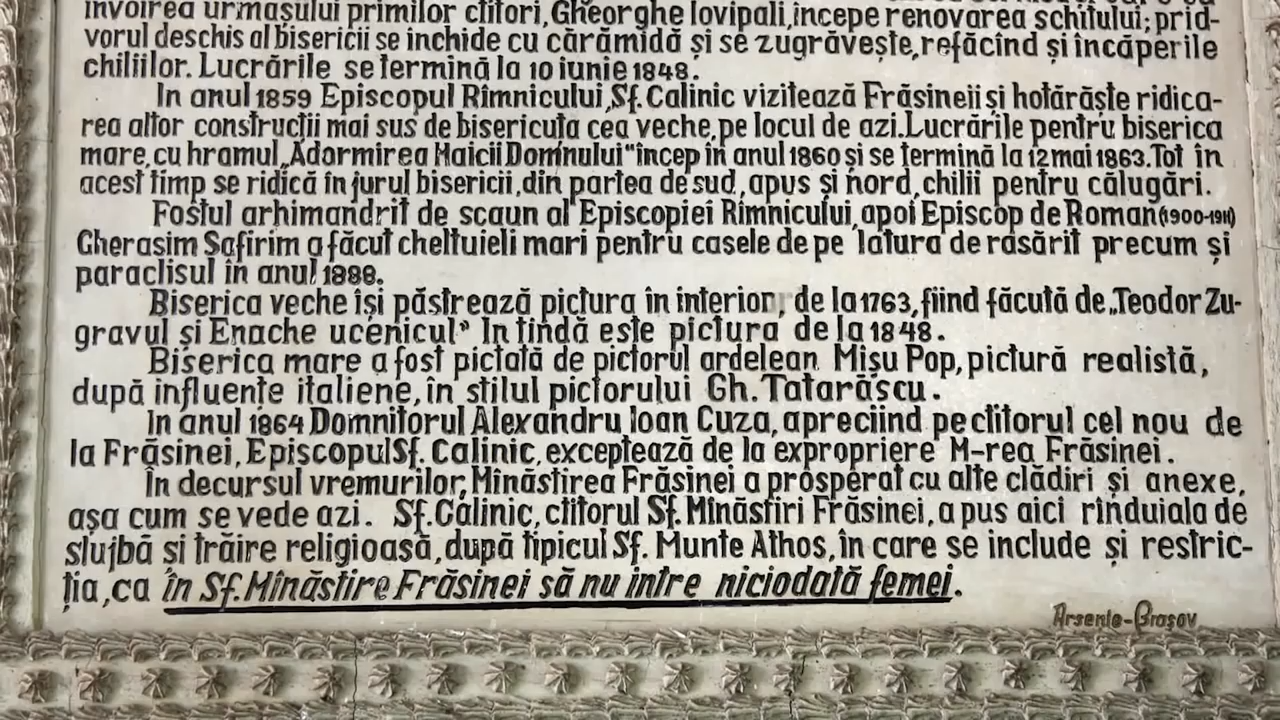 învoirea urmașului primilor ctitori, Gheorghe Iovipali, începe renovarea schitului; prid-
vorul deschis al bisericii se închide cu cărămidă și se zugrăvește, refăcînd și încăperile
chiliilor. Lucrările se termină la 10 iunie 1848.
In anul 1859 Episcopul Rîmnicului, Sf. Calinic vizitează Frăsineii și hotărăște ridica-
rea altor construcții mai sus de bisericuța cea veche, pe locul de azi. Lucrările pentru biserica
mare, cu hramul „Adormirea Maicii Domnului" încep în anul 1860 și se termină la 12 mai 1863. Tot în
acest timp se ridică în jurul bisericii, din partea de sud, apus și nord, chilii pentru călugări.
Fostul arhimandrit de scaun al Episcopiei Rîmnicului, apoi Episcop de Roman (1900-1911)
Gherasim Safirim a făcut cheltuieli mari pentru casele de pe latura de răsărit precum și
paraclisul în anul 1888.
Biserica veche își păstrează pictura în interior, de la 1763, fiind făcută de „Teodor Zu-
gravul și Enache ucenicul" In tindă este pictura de la 1848.
Biserica mare a fost pictată de pictorul ardelean Mișu Pop, pictură realistă,
după influențe italiene, în stilul pictorului Gh. Tatarăscu.
In anul 1864 Domnitorul Alexandru Ioan Cuza, apreciind pe ctitorul cel nou de
la Frăsinei, Episcopul Sf. Calinic, exceptează de la expropriere M-rea Frăsinei.
În decursul vremurilor, Mînăstirea Frăsinei a prosperat cu alte clădiri și anexe,
așa cum se vede azi. Sf. Calinic, ctitorul Sf. Mînăstiri Frăsinei, a pus aici rînduiala de
slujbă și trăire religioasă, după tipicul Sf. Munte Athos, în care se include și restric-
ția, ca în Sf. Mînăstire Frăsinei să nu intre niciodată femei.
Arsenie-Brașov